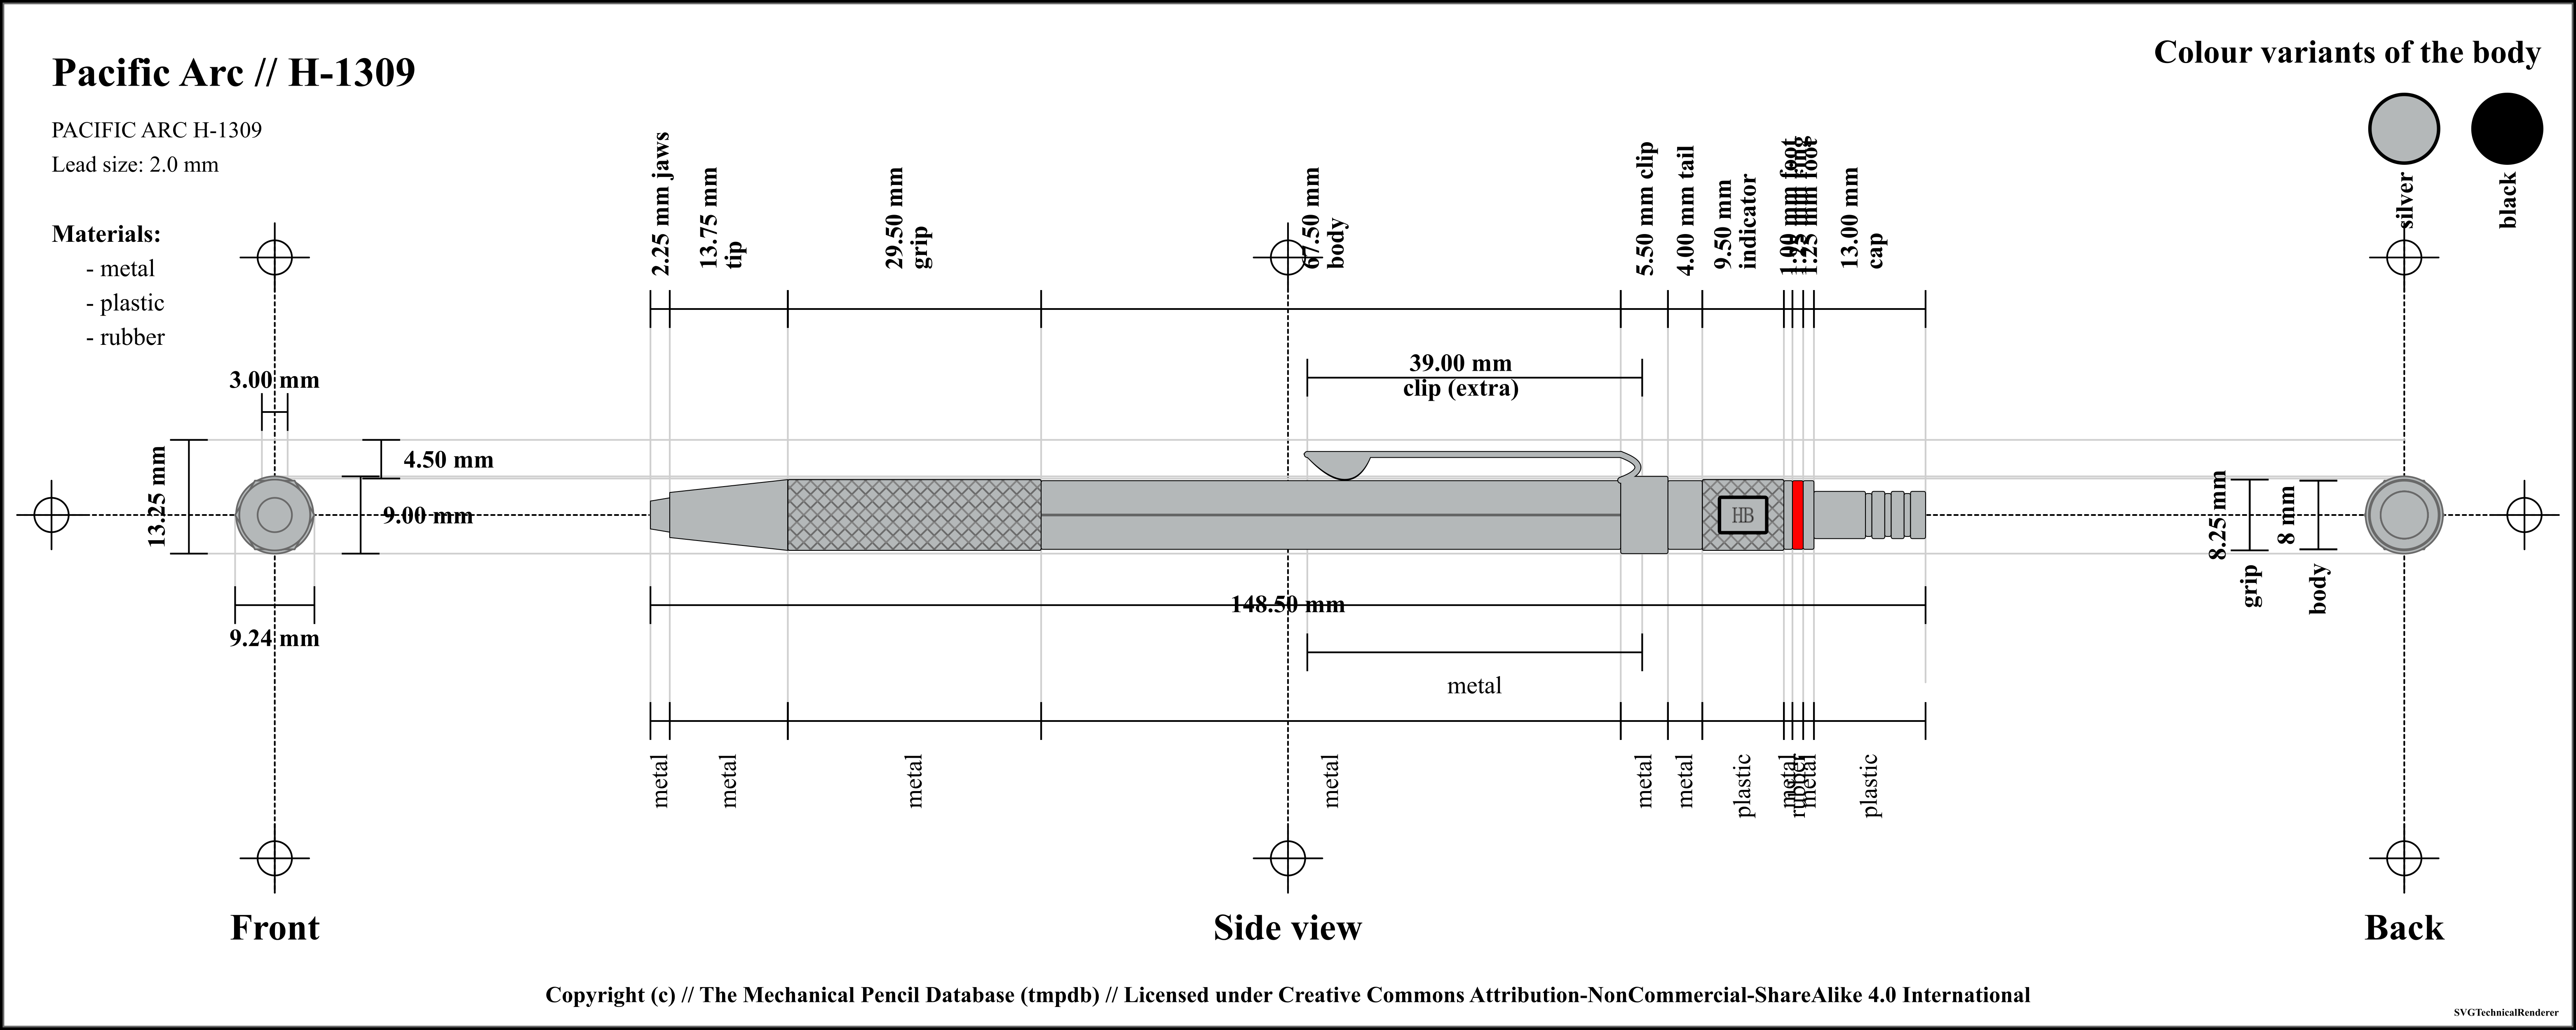 Pacific Arc // H-1309
PACIFIC ARC H-1309
Lead size: 2.0 mm
Materials:
- metal
- plastic
- rubber
Colour variants of the body
silver
black
2.25 mm jaws
13.75 mm
tip
29.50 mm
grip
67.50 mm
body
5.50 mm clip
4.00 mm tail
9.50 mm
indicator
1.00 mm foot
1.25 mm foot
13.00 mm
cap
39.00 mm
clip (extra)
3.00 mm
13.25 mm
4.50 mm
9.00 mm
9.24 mm
HB
148.50 mm
8.25 mm
grip
8 mm
body
metal
metal
metal
metal
metal
metal
metal
plastic
metal
rubber
metal
plastic
Front
Side view
Back
Copyright (c) // The Mechanical Pencil Database (tmpdb) // Licensed under Creative Commons Attribution-NonCommercial-ShareAlike 4.0 International
SVGTechnicalRenderer